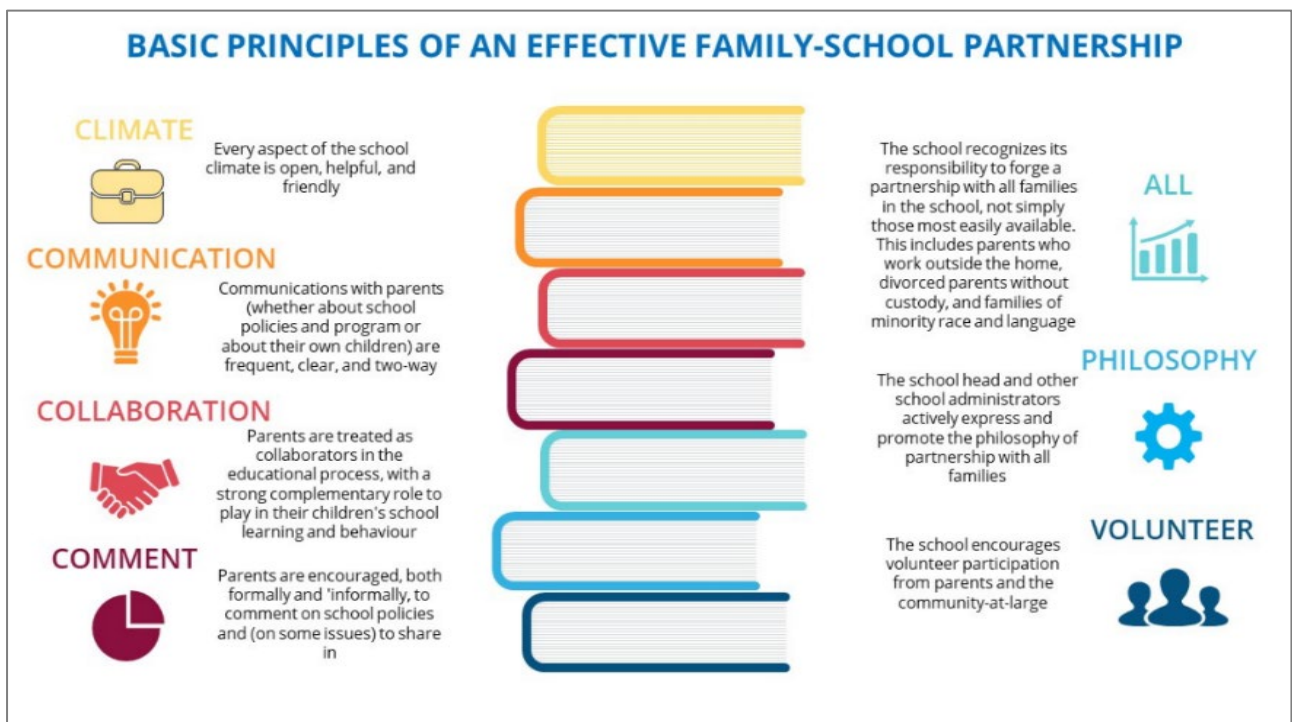 BASIC PRINCIPLES OF AN EFFECTIVE FAMILY-SCHOOL PARTNERSHIP
CLIMATE
Every aspect of the school
climate is open, helpful, and
friendly
COMMUNICATION
Communications with parents
(whether about school
policies and program or
about their own children) are
frequent, clear, and two-way
COLLABORATION
Parents are treated as
collaborators in the
educational process, with a
strong complementary role to
play in their children's school
learning and behaviour
COMMENT
Parents are encouraged, both
formally and 'informally, to
comment on school policies
and (on some issues) to share
in
The school recognizes its
responsibility to forge a
partnership with all families
in the school, not simply
those most easily available.
This includes parents who
work outside the home,
divorced parents without
custody, and families of
minority race and language
ALL
PHILOSOPHY
The school head and other
school administrators
actively express and
promote the philosophy of
partnership with all
families
VOLUNTEER
The school encourages
volunteer participation
from parents and the
community-at-large